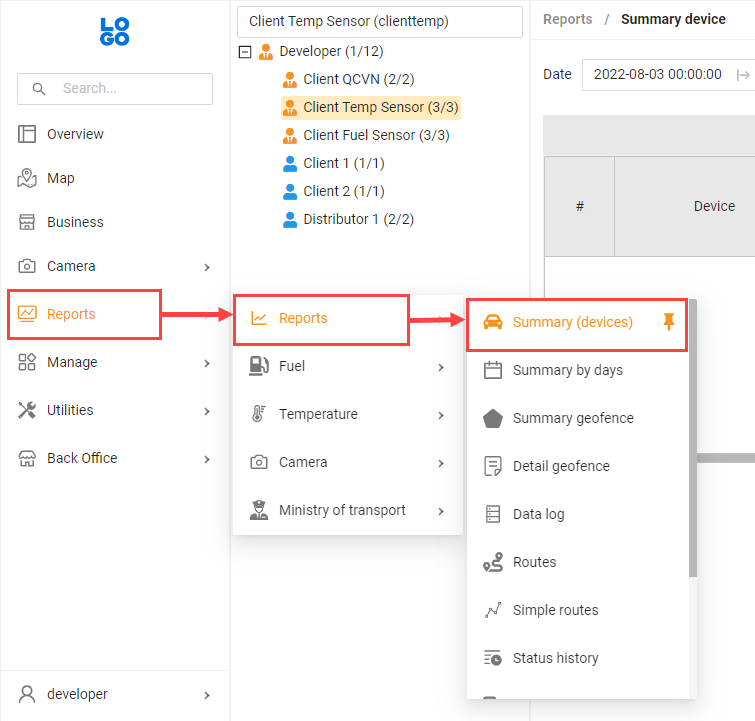 LO
GO
Search...
Overview
Map
Business
Camera
Reports
Manage
Utilities
Back Office
developer
Client Temp Sensor (clienttemp)
Developer (1/12)
Client QCVN (2/2)
Client Temp Sensor (3/3)
Client Fuel Sensor (3/3)
Client 1 (1/1)
Client 2 (1/1)
Distributor 1 (2/2)
Reports / Summary device
Date 2022-08-03 00:00:00
# Device
Reports
Fuel
Temperature
Camera
Ministry of transport
Summary (devices)
Summary by days
Summary geofence
Detail geofence
Data log
Routes
Simple routes
Status history